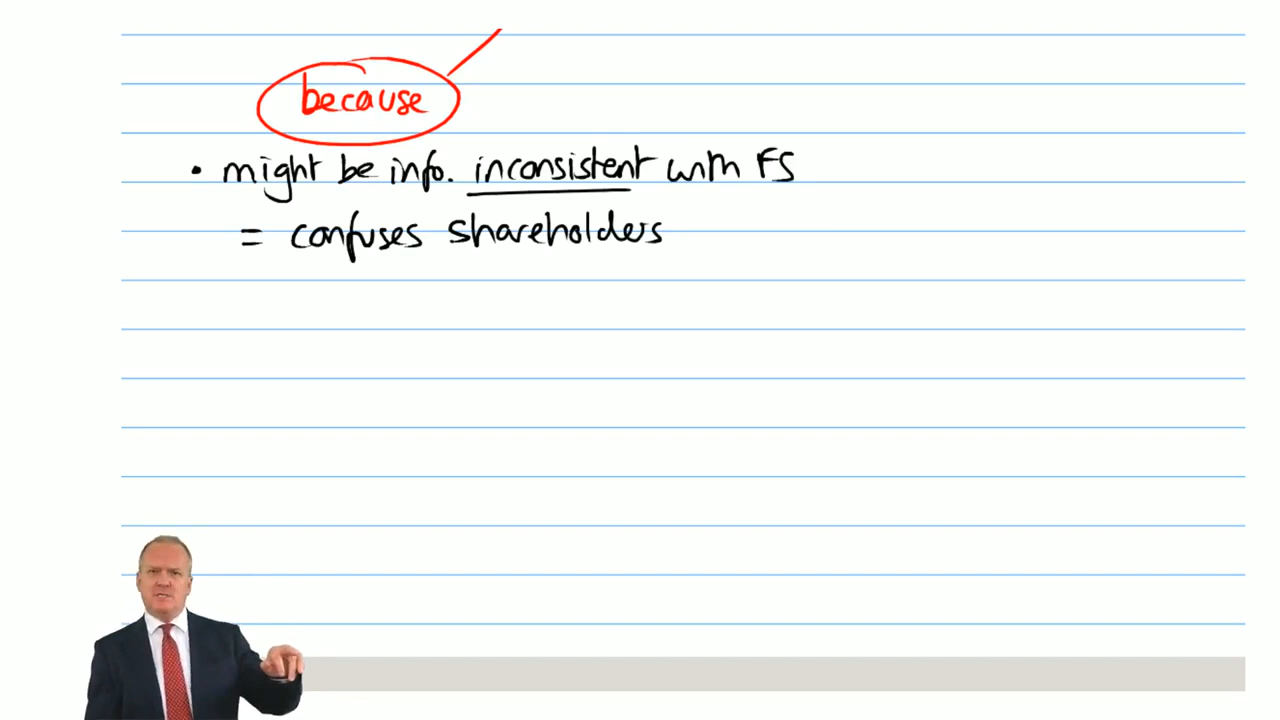 because
• might be info. inconsistent with FS
= confuses shareholders